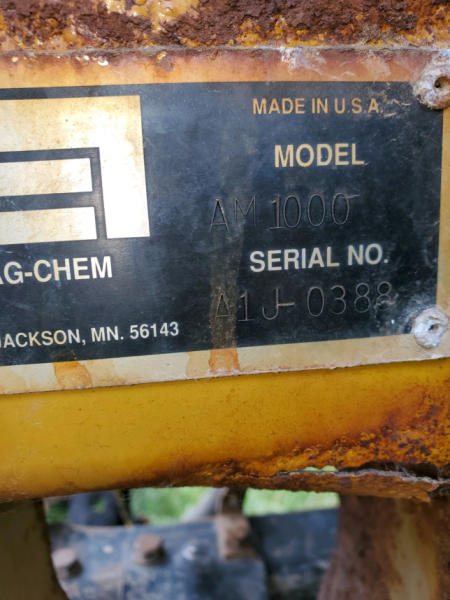 MADE IN U.S.A.
MODEL
AM 1000
AG-CHEM
SERIAL NO.
A1J-0388
JACKSON, MN. 56143